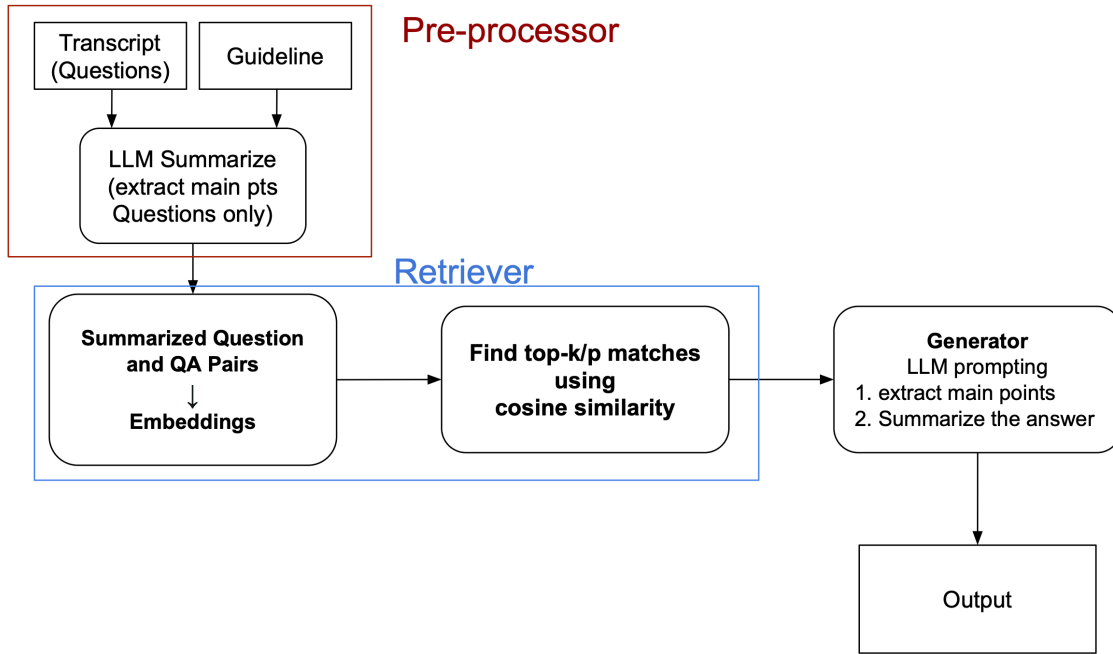 Pre-processor
Transcript
(Questions)
Guideline
LLM Summarize
(extract main pts
Questions only)
Retriever
Summarized Question
and QA Pairs
↓
Embeddings
Find top-k/p matches
using
cosine similarity
Generator
LLM prompting
1. extract main points
2. Summarize the answer
Output